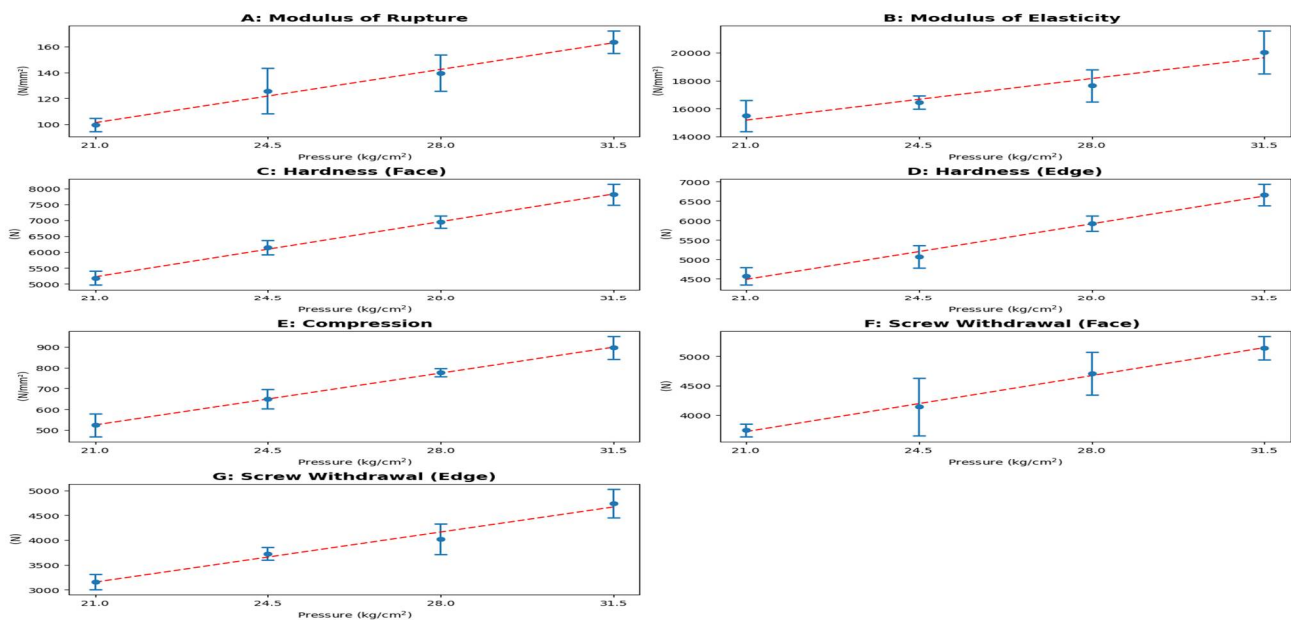 A: Modulus of Rupture
(N/mm²)
160
140
120
100
21.0 24.5 28.0 31.5
Pressure (kg/cm²)
B: Modulus of Elasticity
(N/mm²)
20000
18000
16000
14000
21.0 24.5 28.0 31.5
Pressure (kg/cm²)
C: Hardness (Face)
(N)
8000
7500
7000
6500
6000
5500
5000
21.0 24.5 28.0 31.5
Pressure (kg/cm²)
D: Hardness (Edge)
(N)
7000
6500
6000
5500
5000
4500
21.0 24.5 28.0 31.5
Pressure (kg/cm²)
E: Compression
(N/mm²)
900
800
700
600
500
21.0 24.5 28.0 31.5
Pressure (kg/cm²)
F: Screw Withdrawal (Face)
(N)
5000
4500
4000
21.0 24.5 28.0 31.5
Pressure (kg/cm²)
G: Screw Withdrawal (Edge)
(N)
5000
4500
4000
3500
3000
21.0 24.5 28.0 31.5
Pressure (kg/cm²)